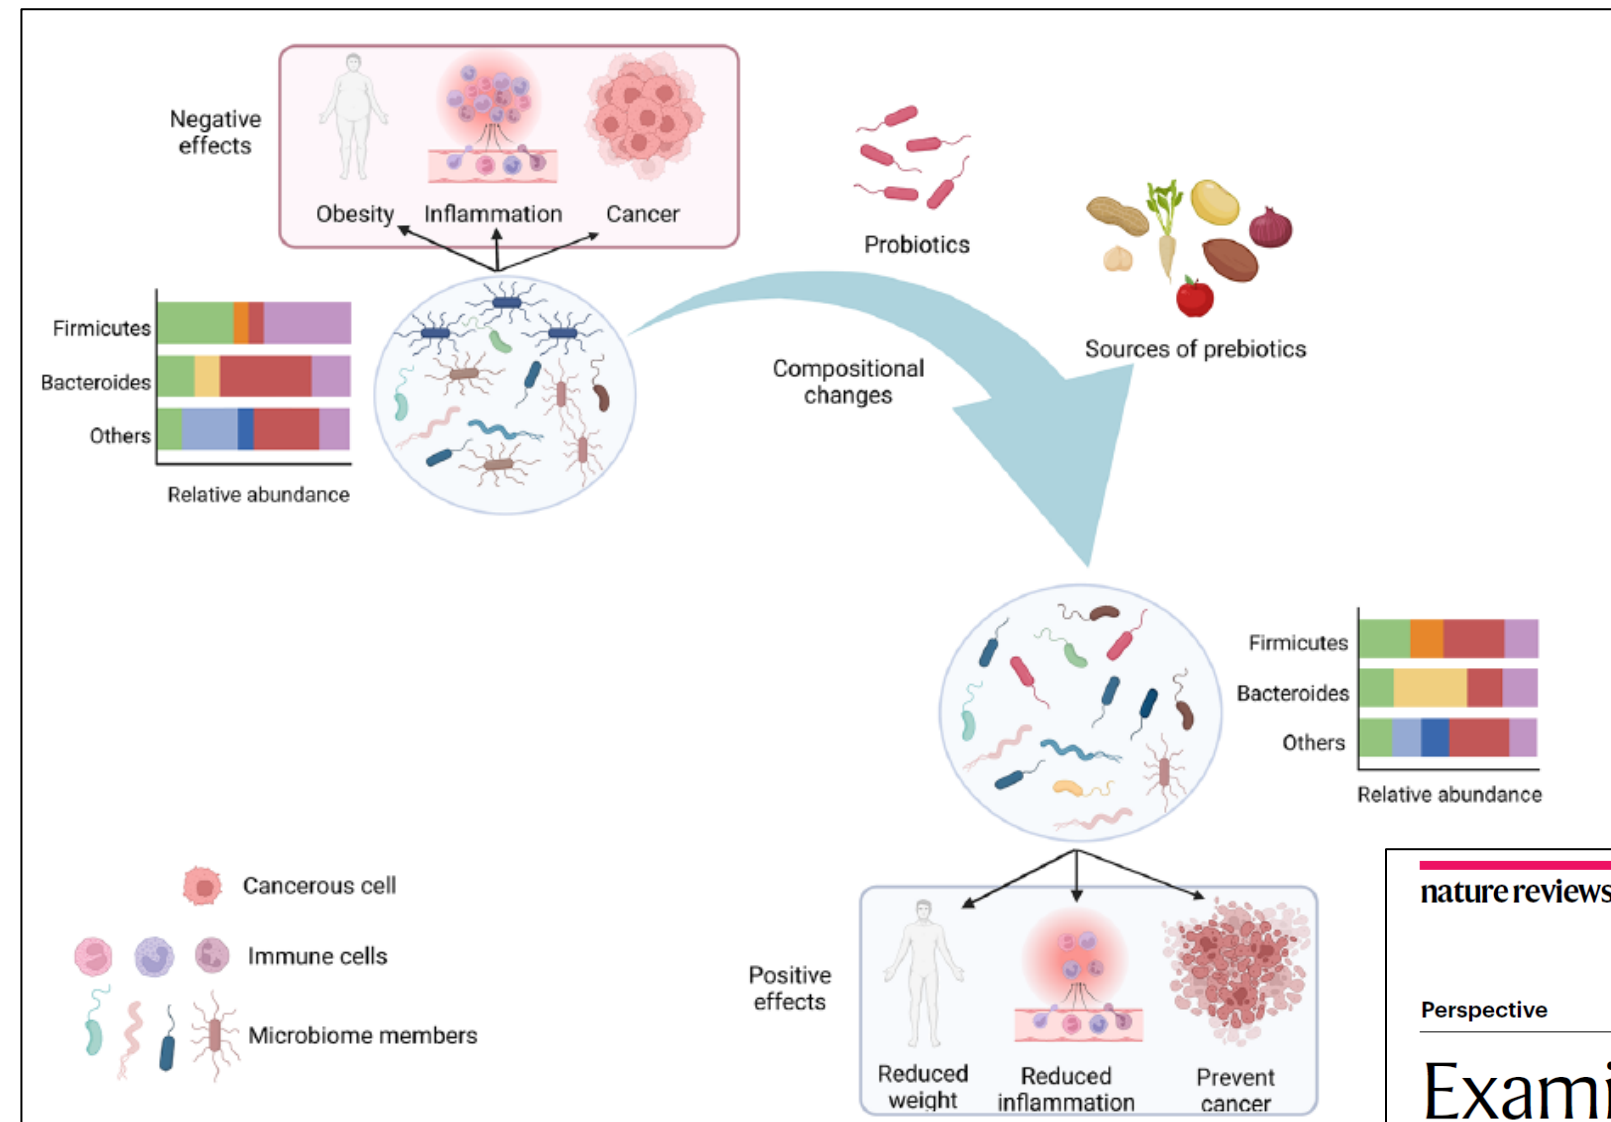 Negative
effects
Obesity
Inflammation
Cancer
Probiotics
Sources of prebiotics
Compositional
changes
Firmicutes
Bacteroides
Others
Relative abundance
Firmicutes
Bacteroides
Others
Relative abundance
Cancerous cell
Immune cells
Microbiome members
Positive
effects
Reduced
weight
Reduced
inflammation
Prevent
cancer
nature reviews
Perspective
Exami